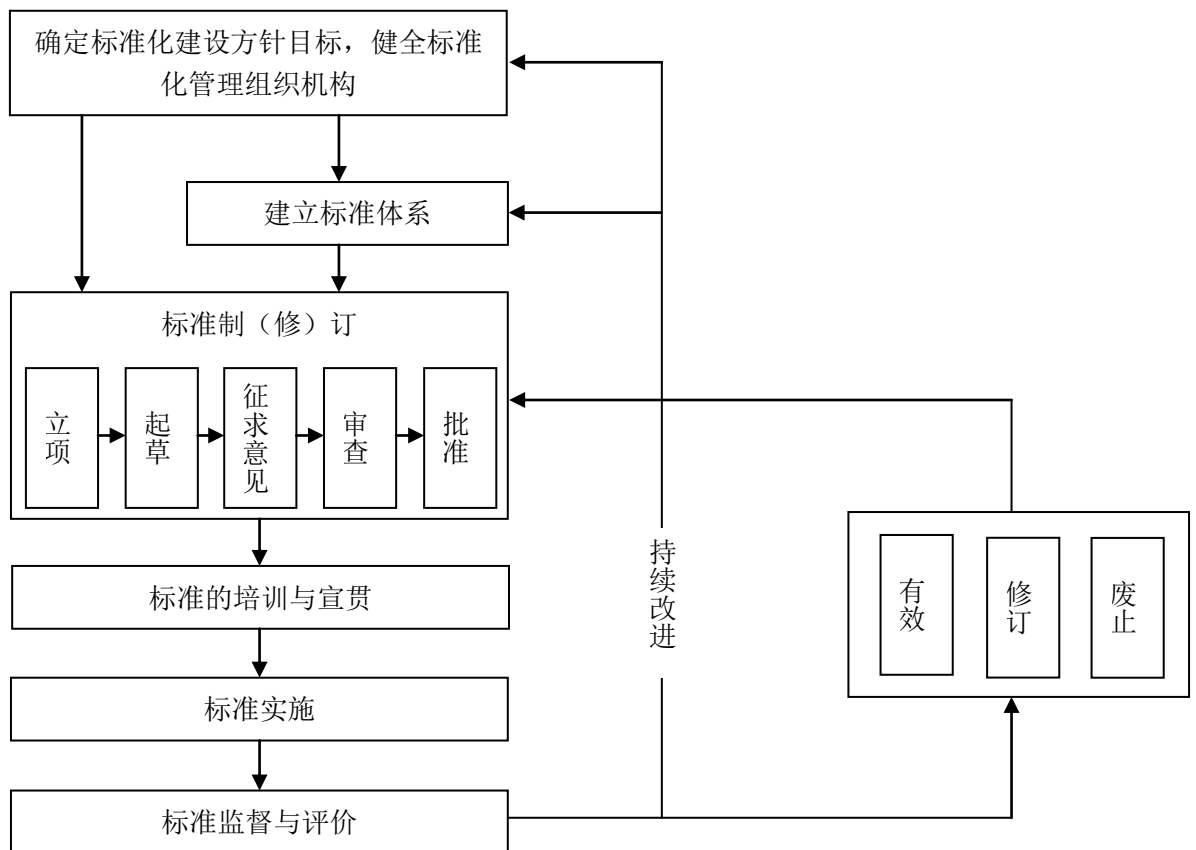 确定标准化建设方针目标，健全标准
化管理组织机构
建立标准体系
标准制（修）订
立项
起草
征求意见
审查
批准
标准的培训与宣贯
标准实施
标准监督与评价
持续改进
有效
修订
废止